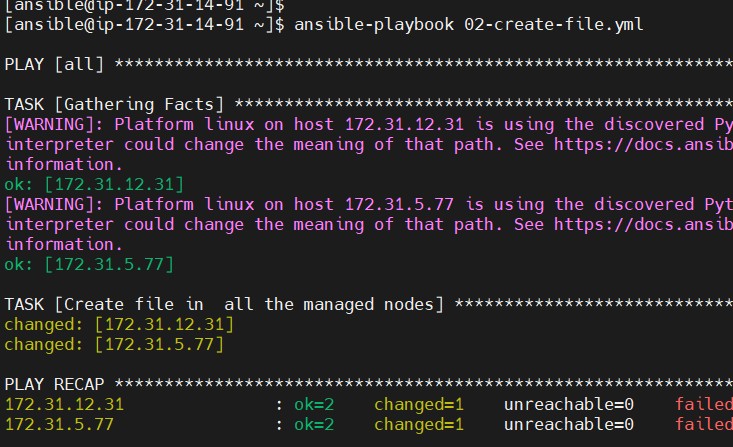 [ansible@ip-172-31-14-91 ~]$
[ansible@ip-172-31-14-91 ~]$ ansible-playbook 02-create-file.yml
PLAY [all] **************************************************************
TASK [Gathering Facts] **************************************************
[WARNING]: Platform linux on host 172.31.12.31 is using the discovered Py
interpreter could change the meaning of that path. See https://docs.ansib
information.
ok: [172.31.12.31]
[WARNING]: Platform linux on host 172.31.5.77 is using the discovered Pyt
interpreter could change the meaning of that path. See https://docs.ansib
information.
ok: [172.31.5.77]
TASK [Create file in  all the managed nodes] ****************************
changed: [172.31.12.31]
changed: [172.31.5.77]
PLAY RECAP **************************************************************
172.31.12.31               : ok=2    changed=1    unreachable=0    failed
172.31.5.77                : ok=2    changed=1    unreachable=0    failed